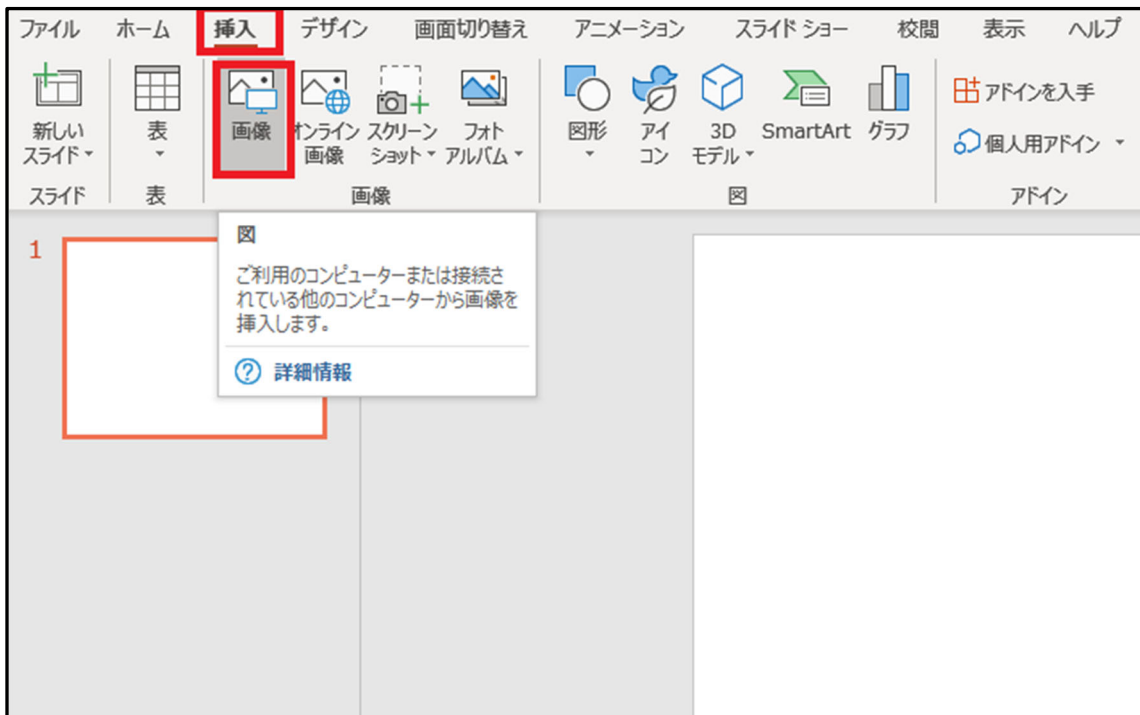 ファイル ホーム 挿入 デザイン 画面切り替え アニメーション スライド ショー 校閲 表示 ヘルプ
新しい
スライド
表
画像
オンライン
画像
スクリーン
ショット
フォト
アルバム
図形
アイ
コン
3D
モデル
SmartArt
グラフ
アドインを入手
個人用アドイン
スライド 表 画像 図 アドイン
1
図
ご利用のコンピューターまたは接続さ
れている他のコンピューターから画像を
挿入します。
詳細情報